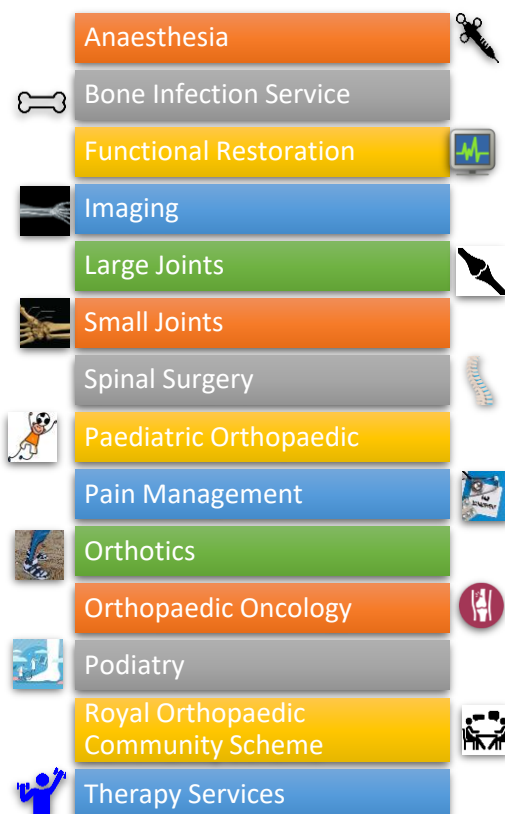 Anaesthesia
Bone Infection Service
Functional Restoration
Imaging
Large Joints
Small Joints
Spinal Surgery
Paediatric Orthopaedic
Pain Management
Orthotics
Orthopaedic Oncology
Podiatry
Royal Orthopaedic
Community Scheme
Therapy Services